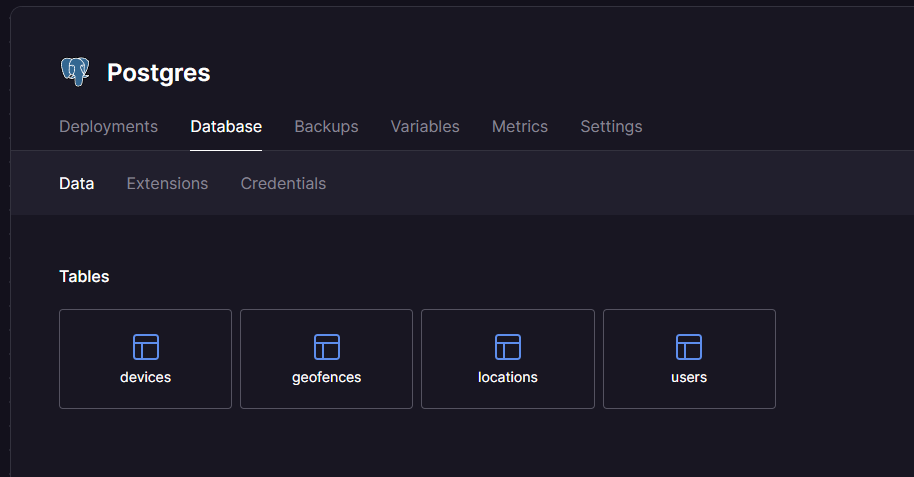 Postgres
Deployments Database Backups Variables Metrics Settings
Data Extensions Credentials
Tables
devices geofences locations users